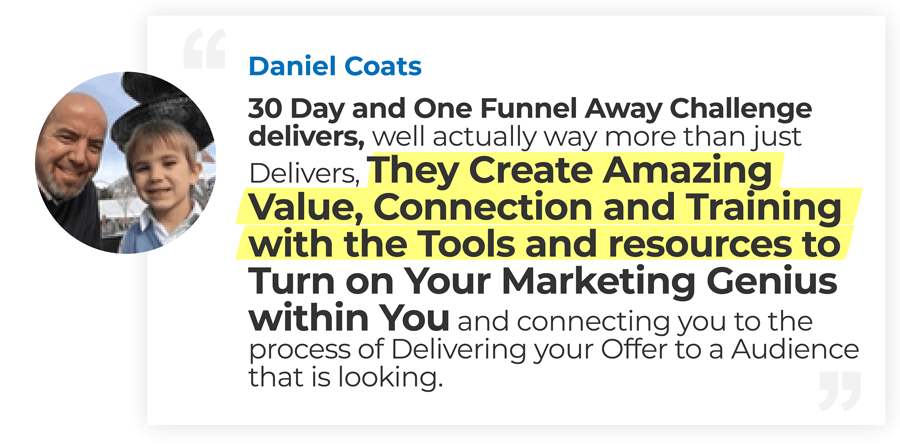 Daniel Coats
30 Day and One Funnel Away Challenge
delivers, well actually way more than just
Delivers, They Create Amazing
Value, Connection and Training
with the Tools and resources to
Turn on Your Marketing Genius
within You and connecting you to the
process of Delivering your Offer to a Audience
that is looking.